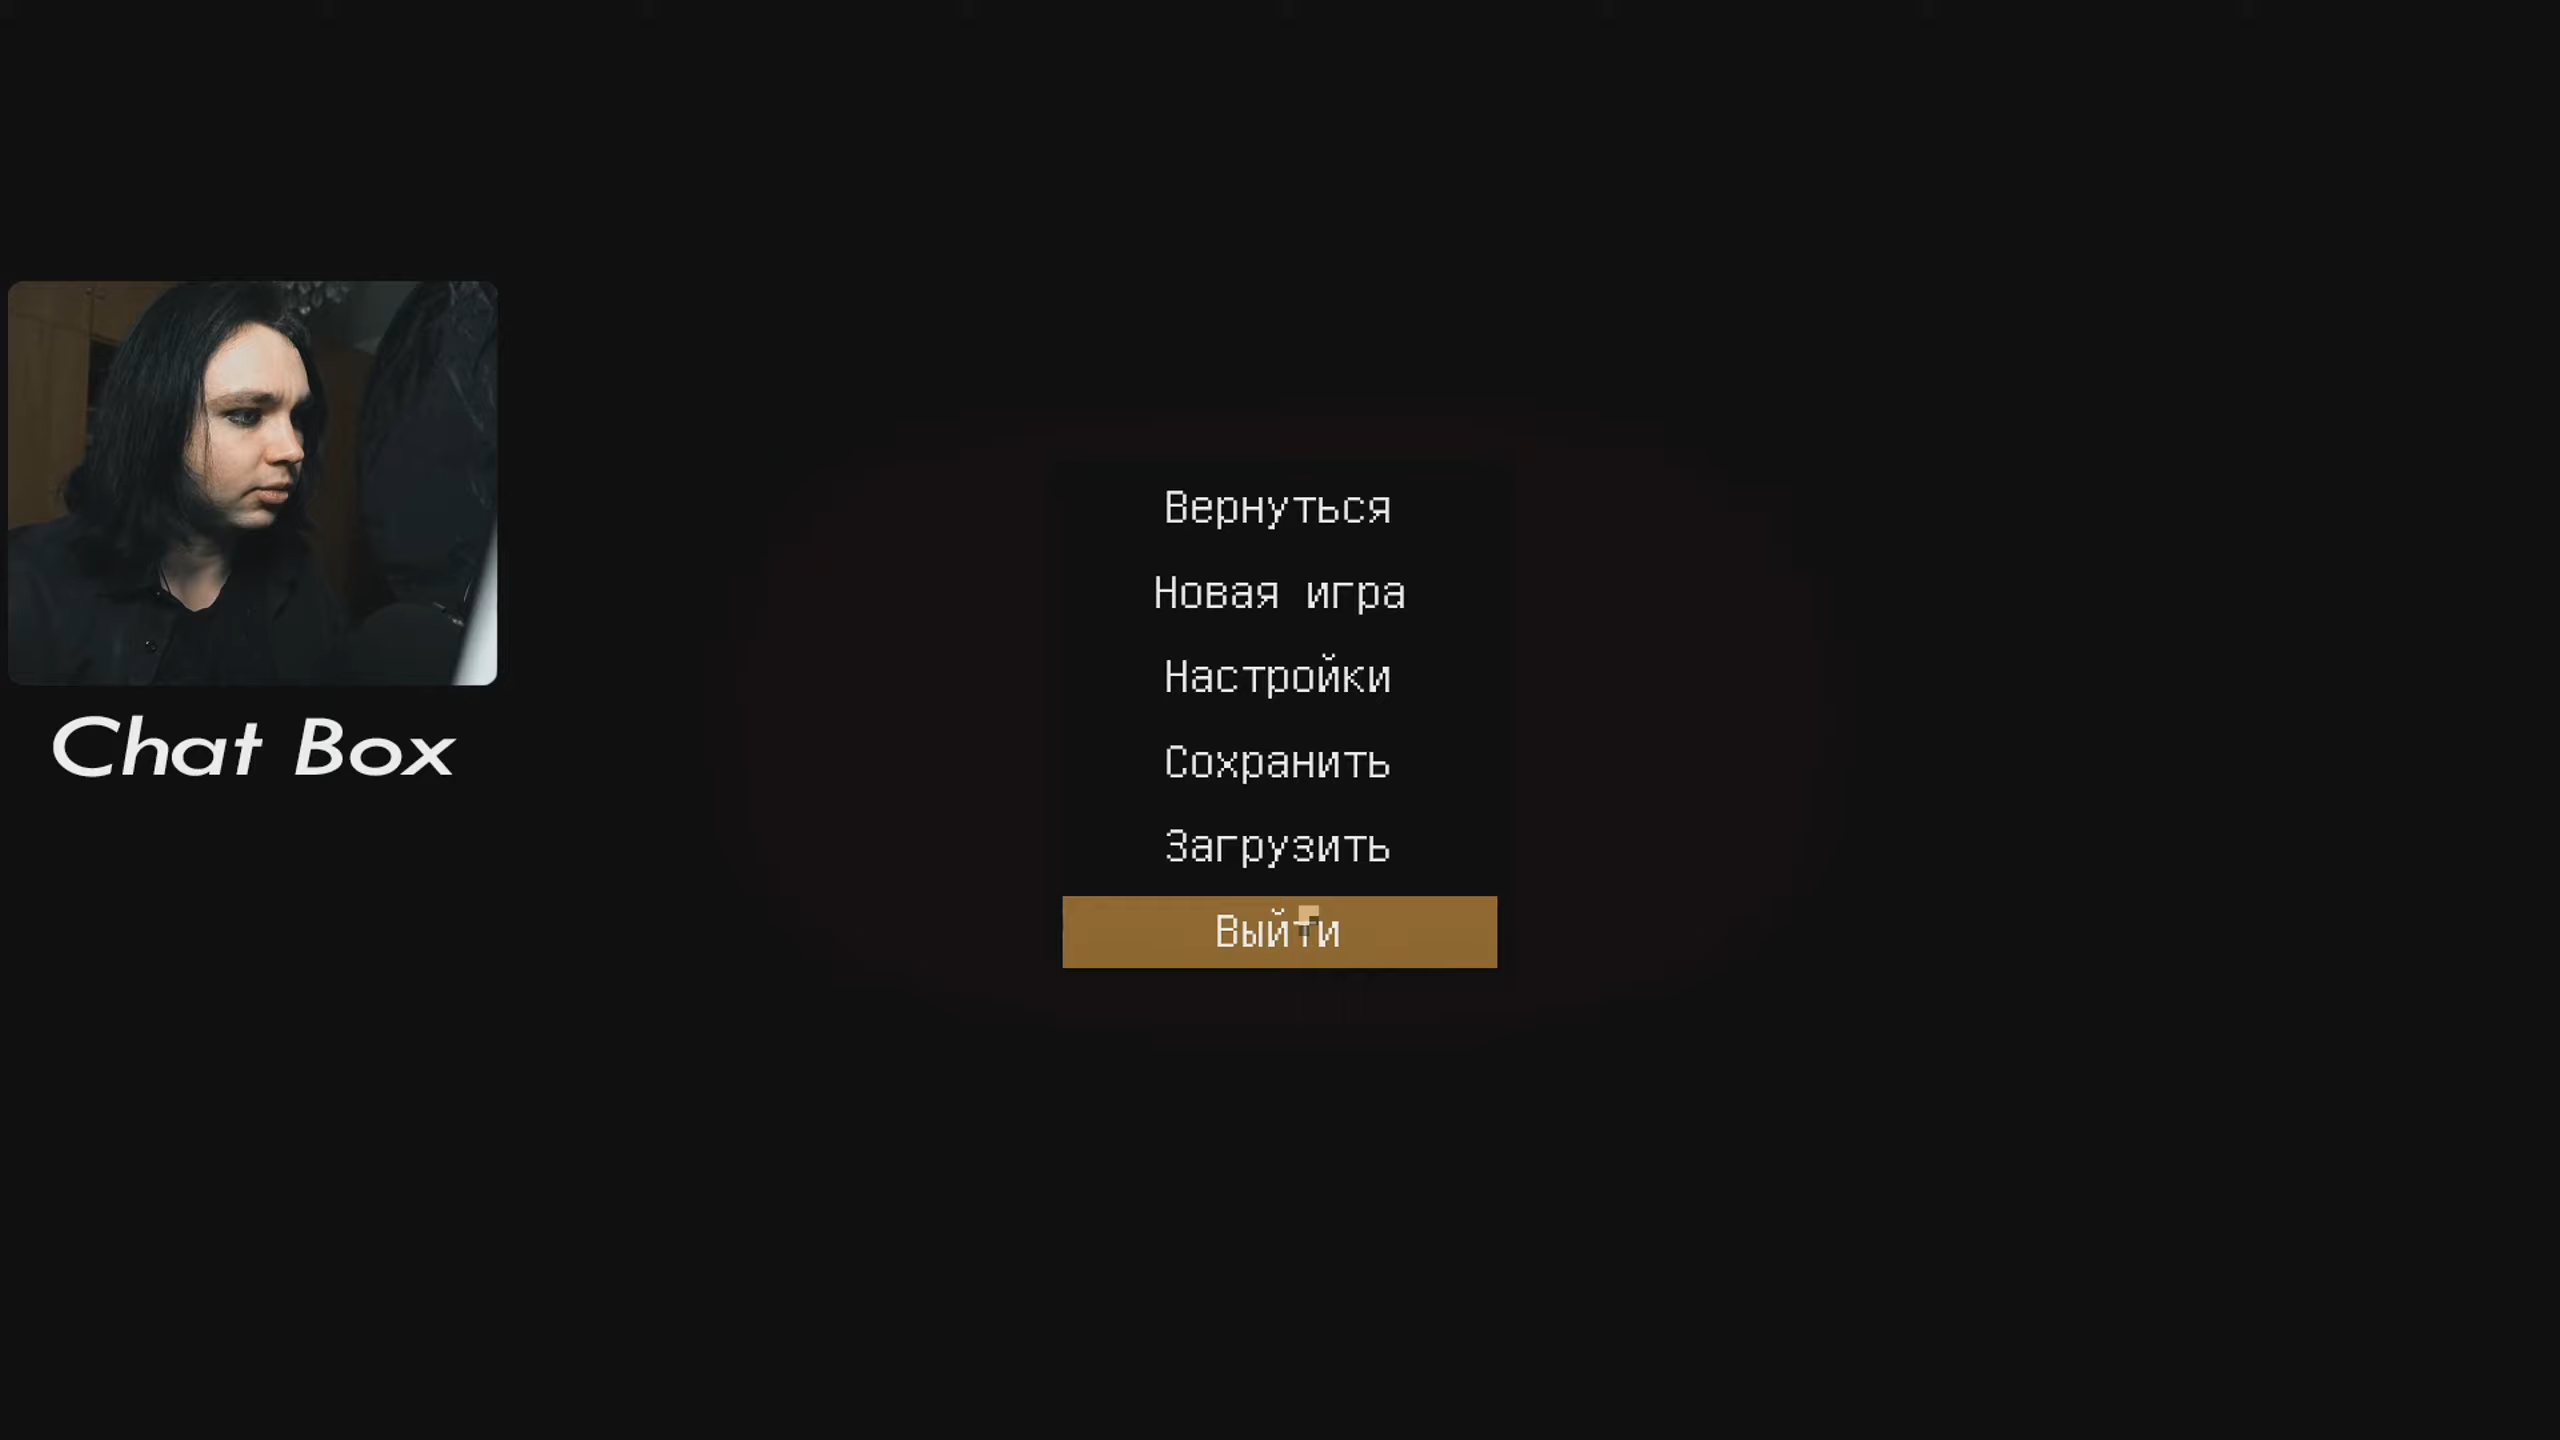 Chat Box
Вернуться
Новая игра
Настройки
Сохранить
Загрузить
Выйти